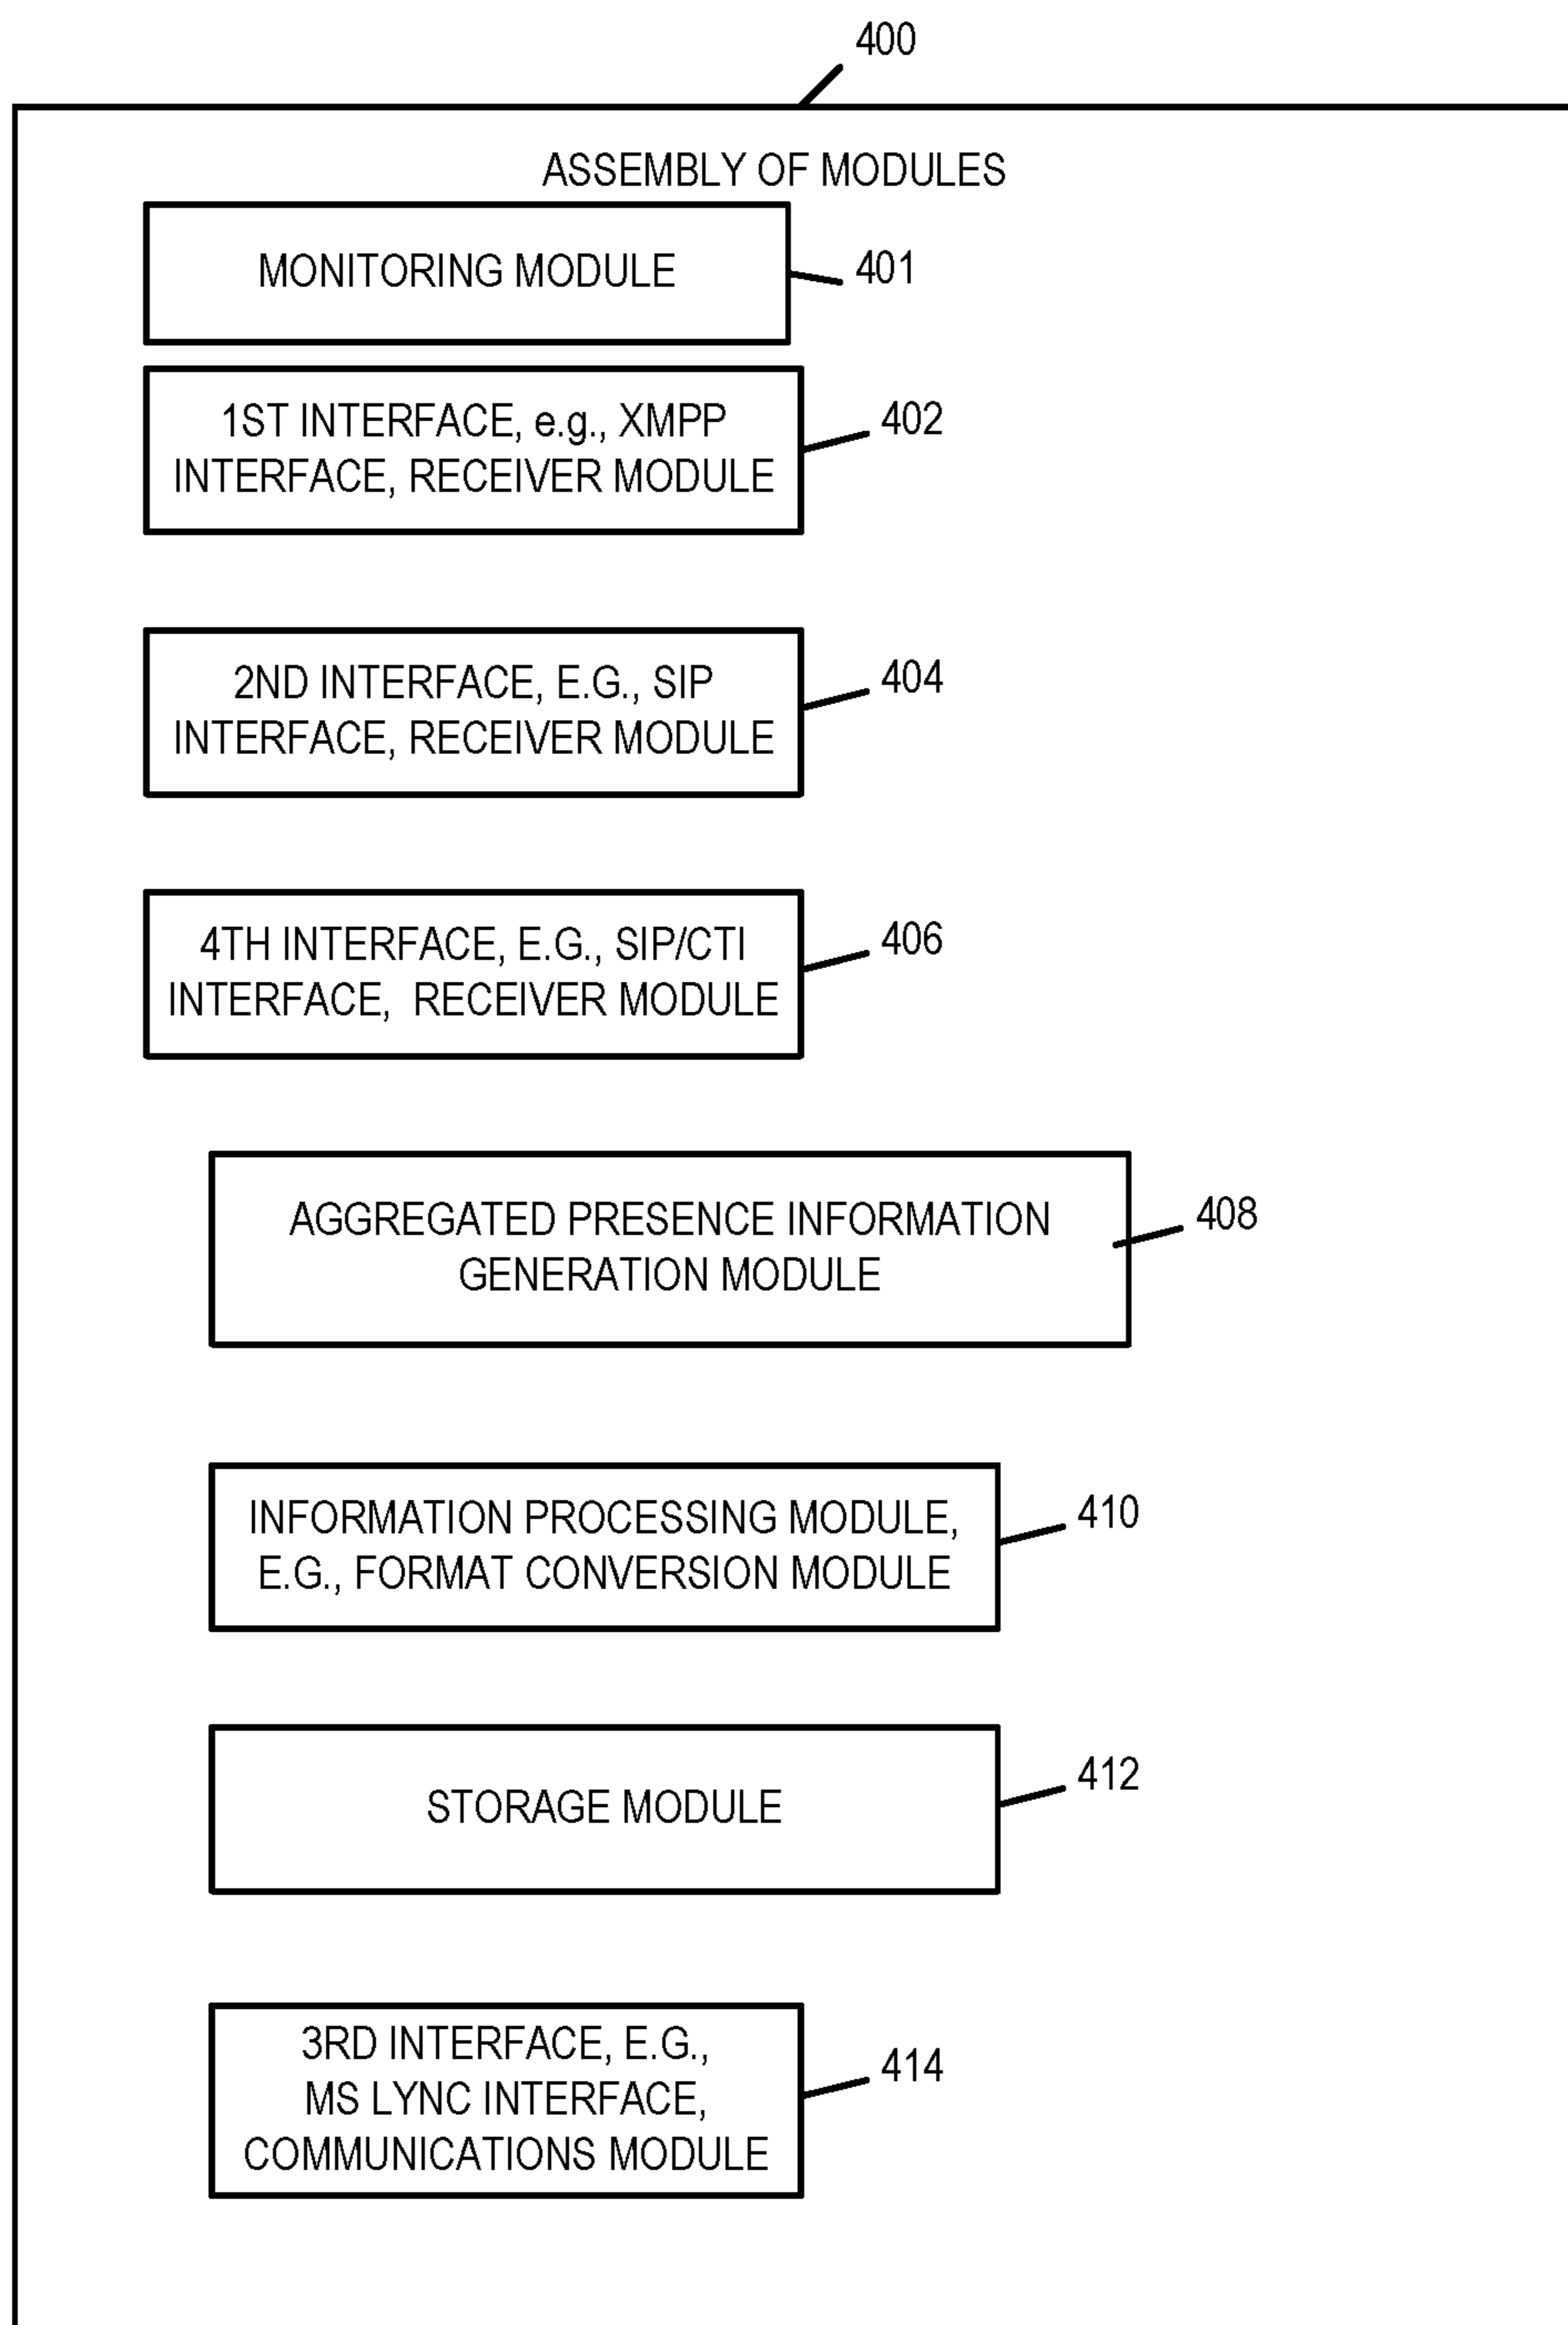 400
ASSEMBLY OF MODULES
MONITORING MODULE
401
1ST INTERFACE, e.g., XMPP
INTERFACE, RECEIVER MODULE
402
2ND INTERFACE, E.G., SIP
INTERFACE, RECEIVER MODULE
404
4TH INTERFACE, E.G., SIP/CTI
INTERFACE, RECEIVER MODULE
406
AGGREGATED PRESENCE INFORMATION
GENERATION MODULE
408
INFORMATION PROCESSING MODULE,
E.G., FORMAT CONVERSION MODULE
410
STORAGE MODULE
412
3RD INTERFACE, E.G.,
MS LYNC INTERFACE,
COMMUNICATIONS MODULE
414